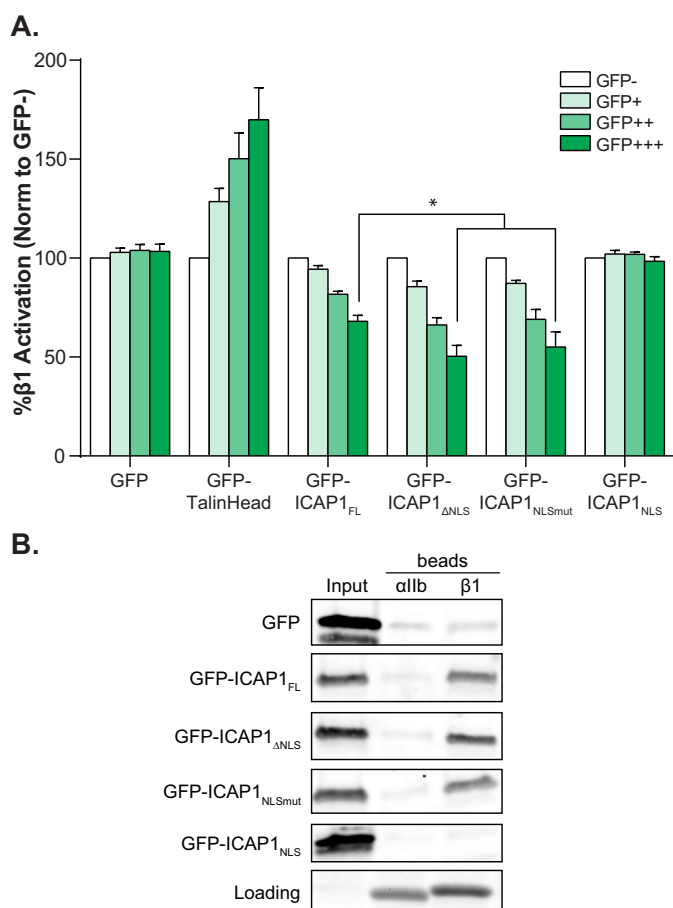 A.
%β1 Activation (Norm to GFP-)
200
150
100
50
0
GFP-
GFP+
GFP++
GFP+++
*
GFP
GFP-
TalinHead
GFP-
ICAP1FL
GFP-
ICAP1ΔNLS
GFP-
ICAP1NLSmut
GFP-
ICAP1NLS
B.
beads
Input αIIb β1
GFP
GFP-ICAP1FL
GFP-ICAP1ΔNLS
GFP-ICAP1NLSmut
GFP-ICAP1NLS
Loading